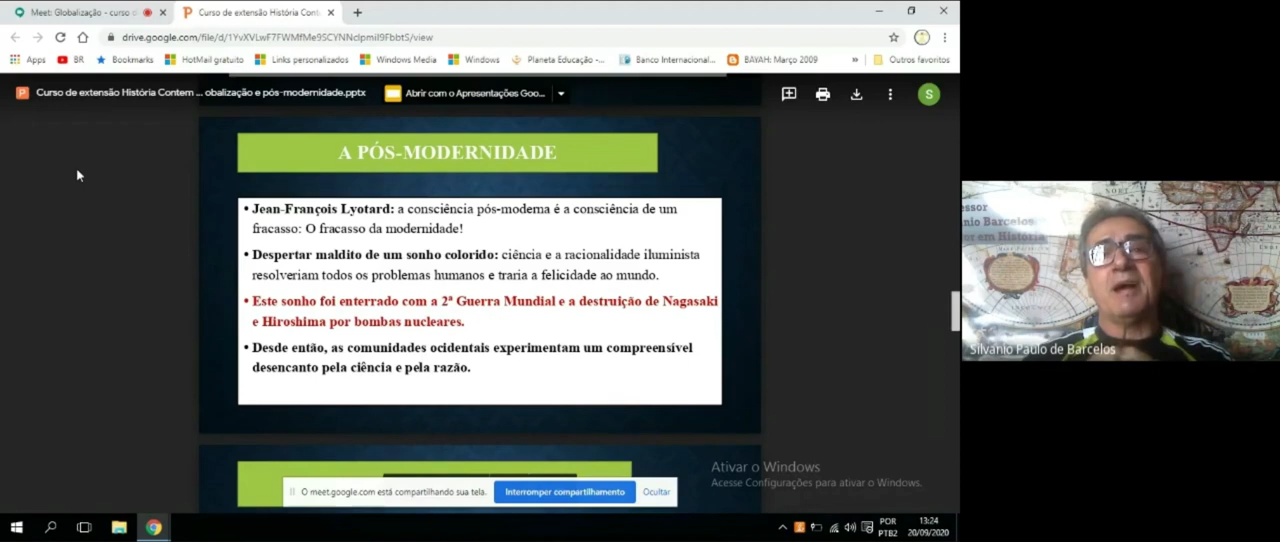 Meet: Globalização - curso d
Curso de extensão História Conte
drive.google.com/file/d/1YvXVLwF7FWMfMe9SCYNNclpmil9FbbtS/view
Apps
BR
Bookmarks
HotMail gratuito
Links personalizados
Windows Media
Windows
Planeta Educação -...
Banco Internacional...
BAYAH: Março 2009
»
Outros favoritos
Curso de extensão História Contem ... obalização e pós-modernidade.pptx
Abrir com o Apresentações Goo...
S
A PÓS-MODERNIDADE
• Jean-François Lyotard: a consciência pós-moderna é a consciência de um
fracasso: O fracasso da modernidade!
• Despertar maldito de um sonho colorido: ciência e a racionalidade iluminista
resolveriam todos os problemas humanos e traria a felicidade ao mundo.
• Este sonho foi enterrado com a 2ª Guerra Mundial e a destruição de Nagasaki
e Hiroshima por bombas nucleares.
• Desde então, as comunidades ocidentais experimentam um compreensível
desencanto pela ciência e pela razão.
Ativar o Windows
Acesse Configurações para ativar o Windows.
O meet.google.com está compartilhando sua tela.
Interromper compartilhamento
Ocultar
POR
PTB2
13:24
20/09/2020
essor
nio Barcelos
or em História
Silvanio Paulo de Barcelos